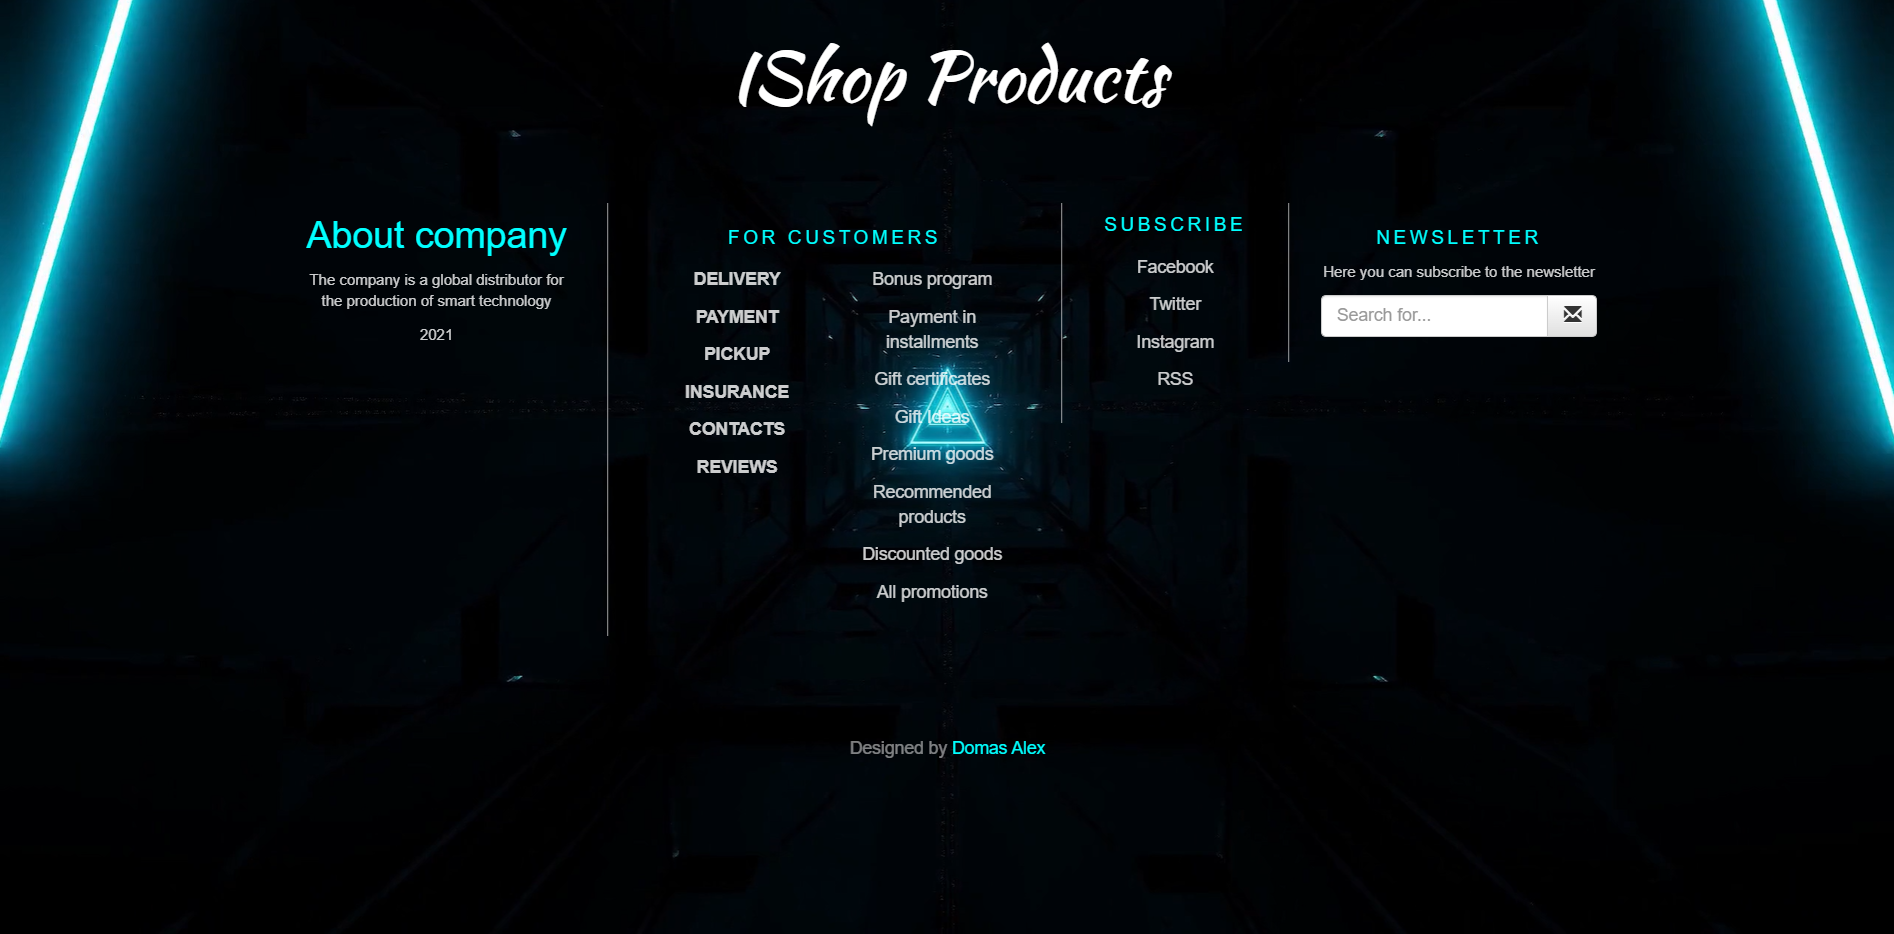 IShop Products
About company
The company is a global distributor for
the production of smart technology
2021
FOR CUSTOMERS
DELIVERY
PAYMENT
PICKUP
INSURANCE
CONTACTS
REVIEWS
Bonus program
Payment in
installments
Gift certificates
Gift Ideas
Premium goods
Recommended
products
Discounted goods
All promotions
SUBSCRIBE
Facebook
Twitter
Instagram
RSS
NEWSLETTER
Here you can subscribe to the newsletter
Search for...
Designed by Domas Alex